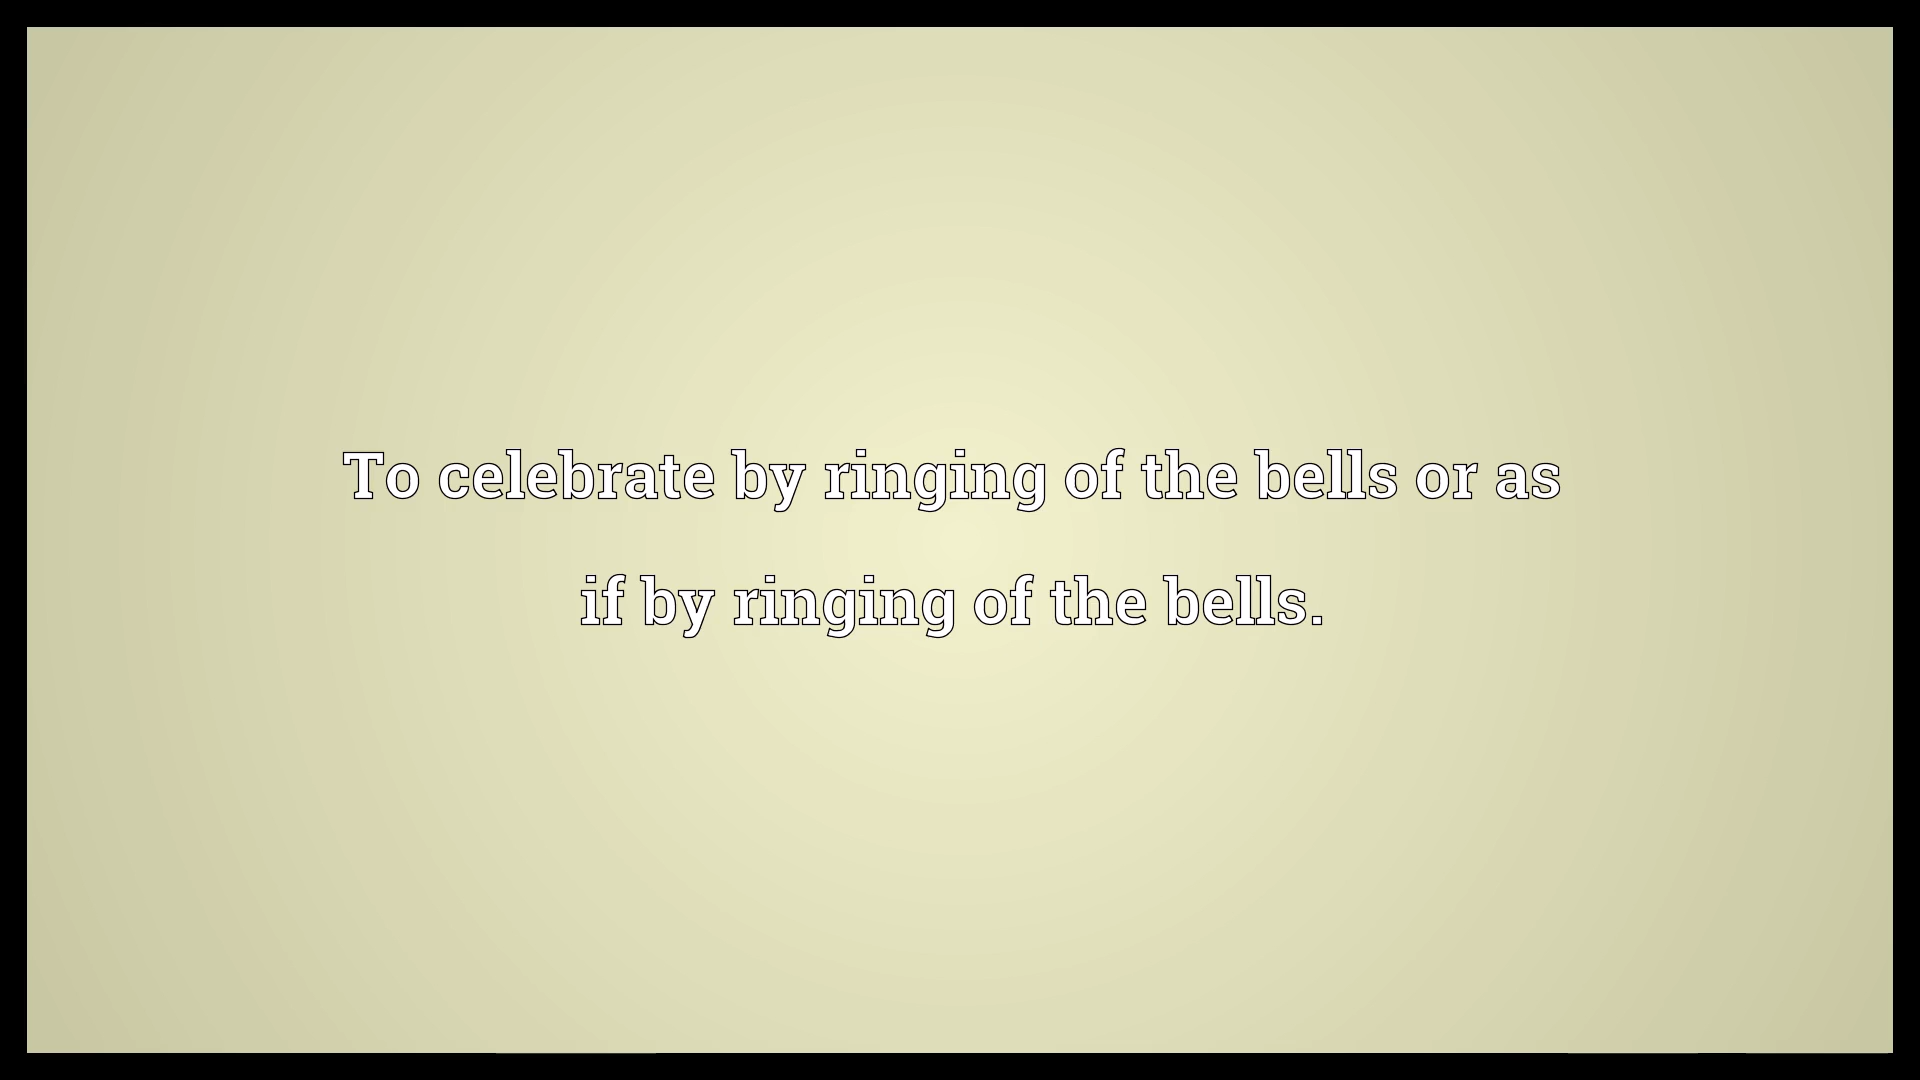 To celebrate by ringing of the bells or as
if by ringing of the bells.